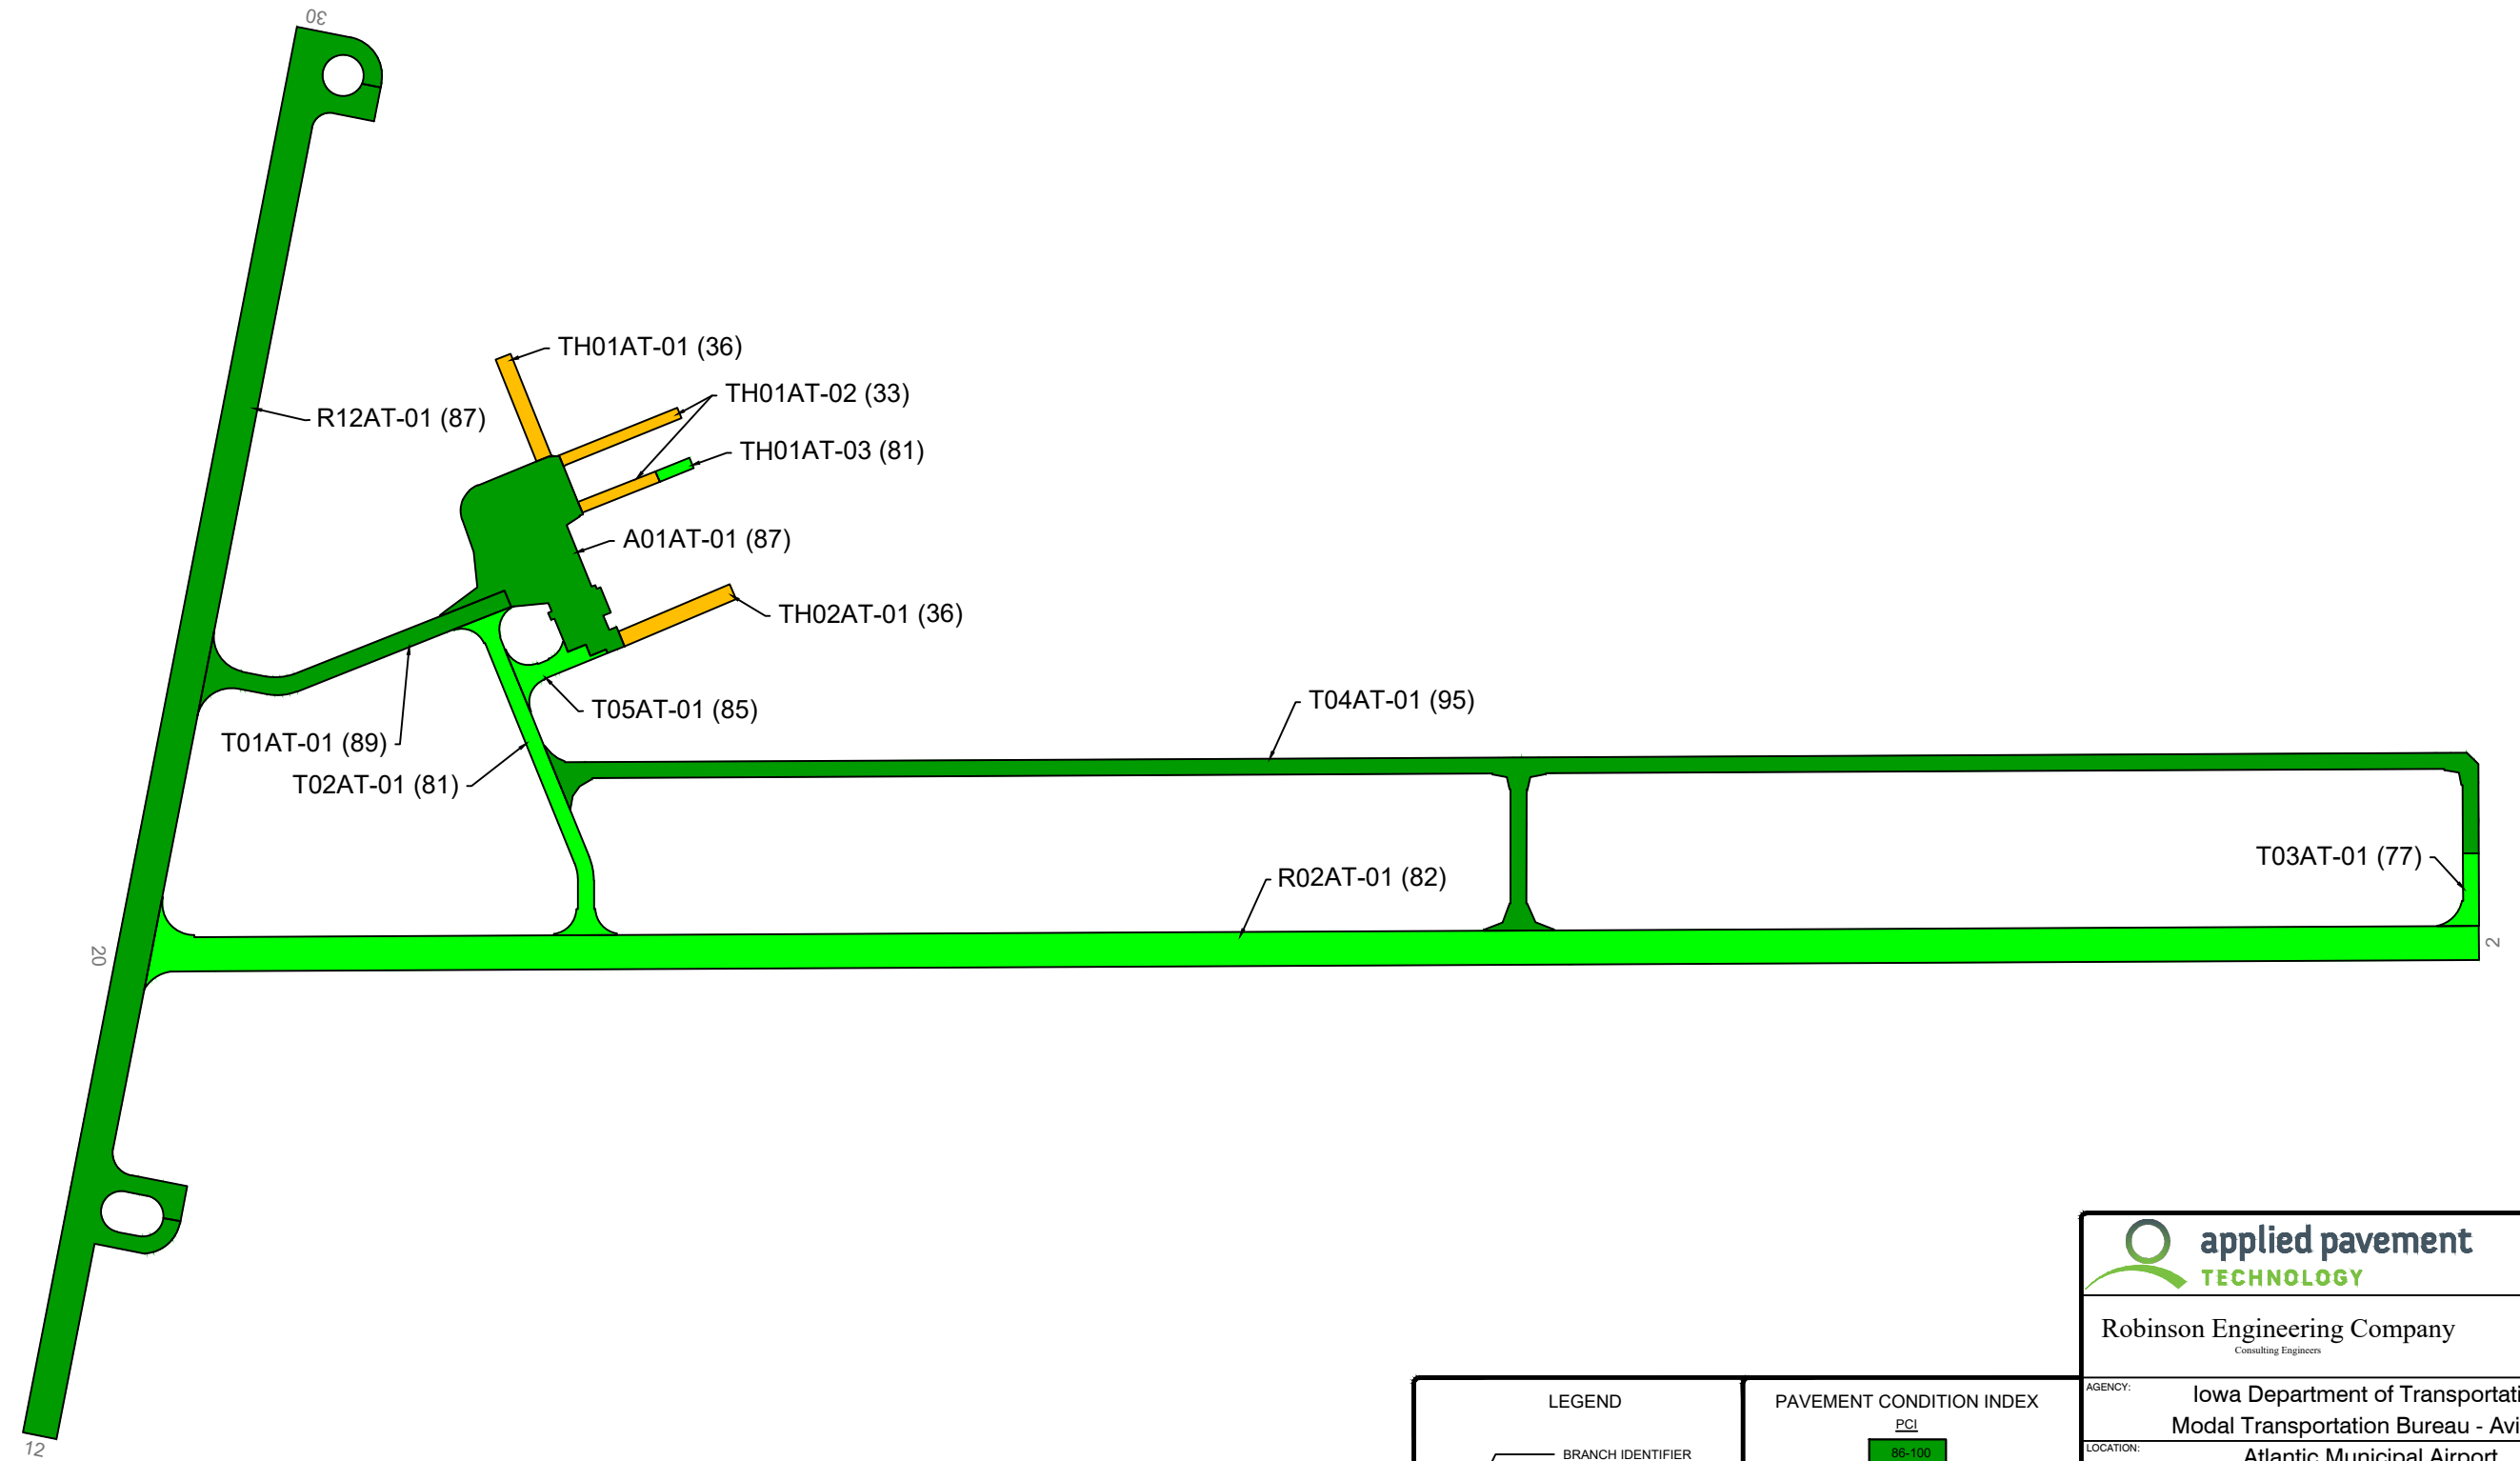 30
TH01AT-01 (36)
TH01AT-02 (33)
R12AT-01 (87)
TH01AT-03 (81)
A01AT-01 (87)
TH02AT-01 (36)
T04AT-01 (95)
T05AT-01 (85)
T01AT-01 (89)
T02AT-01 (81)
T03AT-01 (77)
R02AT-01 (82)
20
2
12
applied pavement
TECHNOLOGY
Robinson Engineering Company
Consulting Engineers
AGENCY:
Iowa Department of Transportati
Modal Transportation Bureau - Avi
LOCATION:
Atlantic Municipal Airport
LEGEND
BRANCH IDENTIFIER
PAVEMENT CONDITION INDEX
PCI
86-100